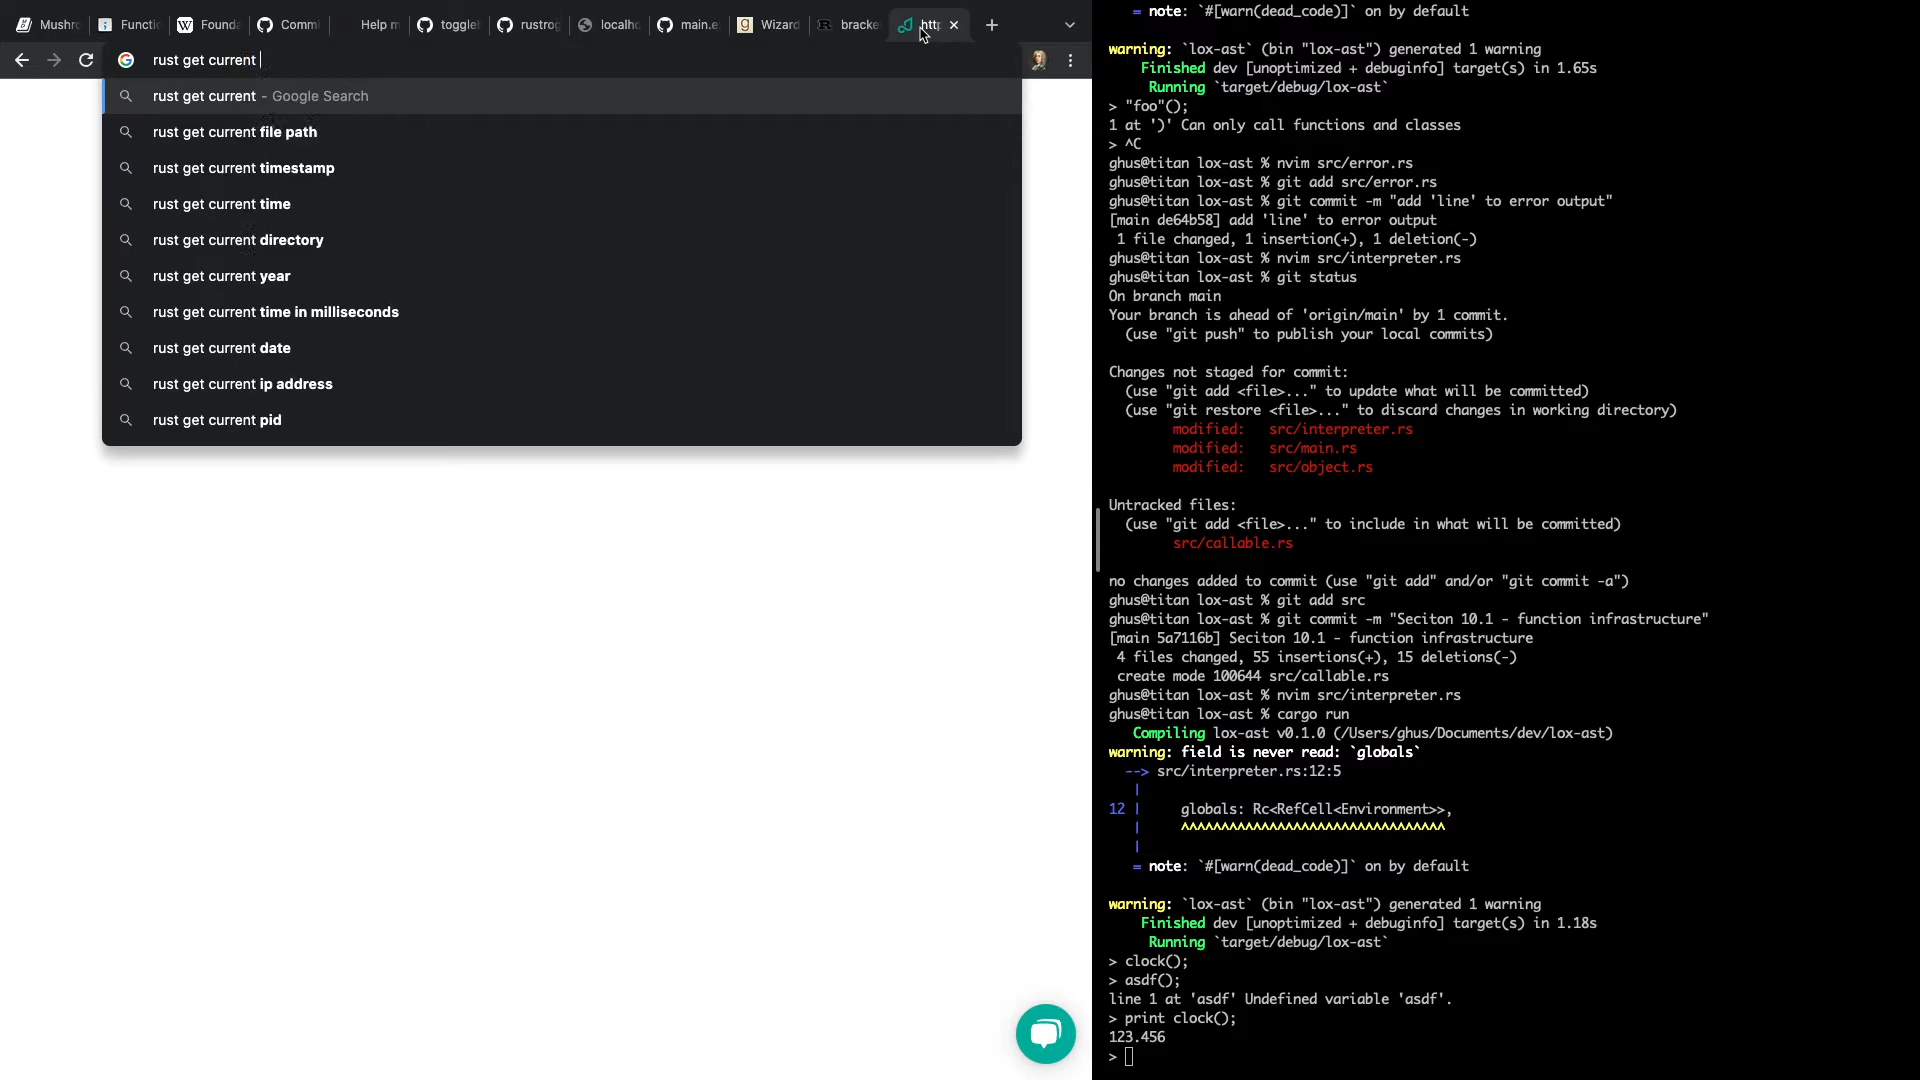 Mushr
Functi
Founda
Commi
Help m
toggle
rustrog
localho
main.e
Wizard
bracke
htt
rust get current
rust get current - Google Search
rust get current file path
rust get current timestamp
rust get current time
rust get current directory
rust get current year
rust get current time in milliseconds
rust get current date
rust get current ip address
rust get current pid
= note: `#[warn(dead_code)]` on by default
warning: `lox-ast` (bin "lox-ast") generated 1 warning
Finished dev [unoptimized + debuginfo] target(s) in 1.65s
Running `target/debug/lox-ast`
> "foo"();
1 at ')' Can only call functions and classes
> ^C
ghus@titan lox-ast % nvim src/error.rs
ghus@titan lox-ast % git add src/error.rs
ghus@titan lox-ast % git commit -m "add 'line' to error output"
[main de64b58] add 'line' to error output
1 file changed, 1 insertion(+), 1 deletion(-)
ghus@titan lox-ast % nvim src/interpreter.rs
ghus@titan lox-ast % git status
On branch main
Your branch is ahead of 'origin/main' by 1 commit.
(use "git push" to publish your local commits)
Changes not staged for commit:
(use "git add <file>..." to update what will be committed)
(use "git restore <file>..." to discard changes in working directory)
modified: src/interpreter.rs
modified: src/main.rs
modified: src/object.rs
Untracked files:
(use "git add <file>..." to include in what will be committed)
src/callable.rs
no changes added to commit (use "git add" and/or "git commit -a")
ghus@titan lox-ast % git add src
ghus@titan lox-ast % git commit -m "Seciton 10.1 - function infrastructure"
[main 5a7116b] Seciton 10.1 - function infrastructure
4 files changed, 55 insertions(+), 15 deletions(-)
create mode 100644 src/callable.rs
ghus@titan lox-ast % nvim src/interpreter.rs
ghus@titan lox-ast % cargo run
Compiling lox-ast v0.1.0 (/Users/ghus/Documents/dev/lox-ast)
warning: field is never read: `globals`
--> src/interpreter.rs:12:5
|
12 | globals: Rc<RefCell<Environment>>,
| ^^^^^^^^^^^^^^^^^^^^^^^^^^^^^^^^^
|
= note: `#[warn(dead_code)]` on by default
warning: `lox-ast` (bin "lox-ast") generated 1 warning
Finished dev [unoptimized + debuginfo] target(s) in 1.18s
Running `target/debug/lox-ast`
> clock();
> asdf();
line 1 at 'asdf' Undefined variable 'asdf'.
> print clock();
123.456
>